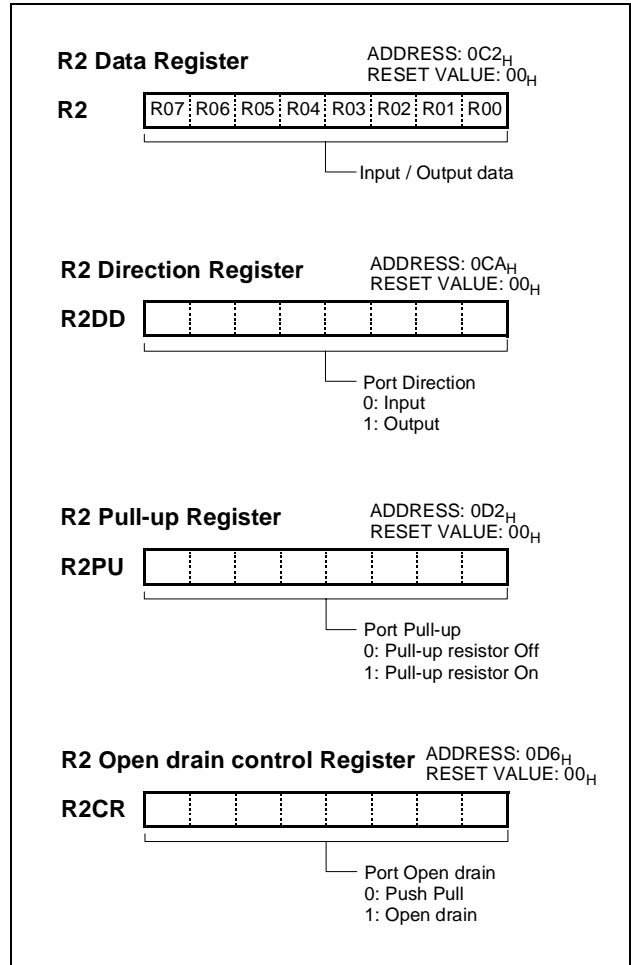 R2 Data Register ADDRESS: 0C2H
RESET VALUE: 00H
R2 R07 R06 R05 R04 R03 R02 R01 R00
Input / Output data
R2 Direction Register ADDRESS: 0CAH
RESET VALUE: 00H
R2DD
Port Direction
0: Input
1: Output
R2 Pull-up Register ADDRESS: 0D2H
RESET VALUE: 00H
R2PU
Port Pull-up
0: Pull-up resistor Off
1: Pull-up resistor On
R2 Open drain control Register ADDRESS: 0D6H
RESET VALUE: 00H
R2CR
Port Open drain
0: Push Pull
1: Open drain